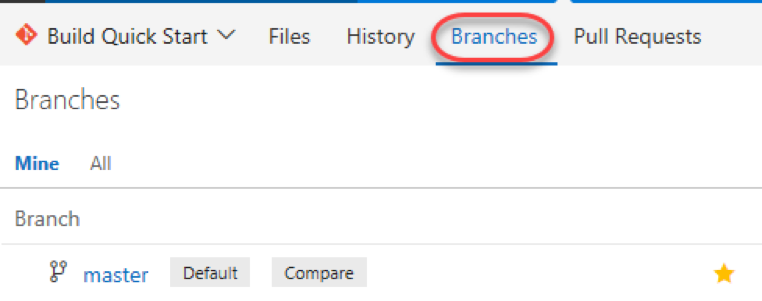 Build Quick Start Files History Branches Pull Requests
Branches
Mine All
Branch
master Default Compare